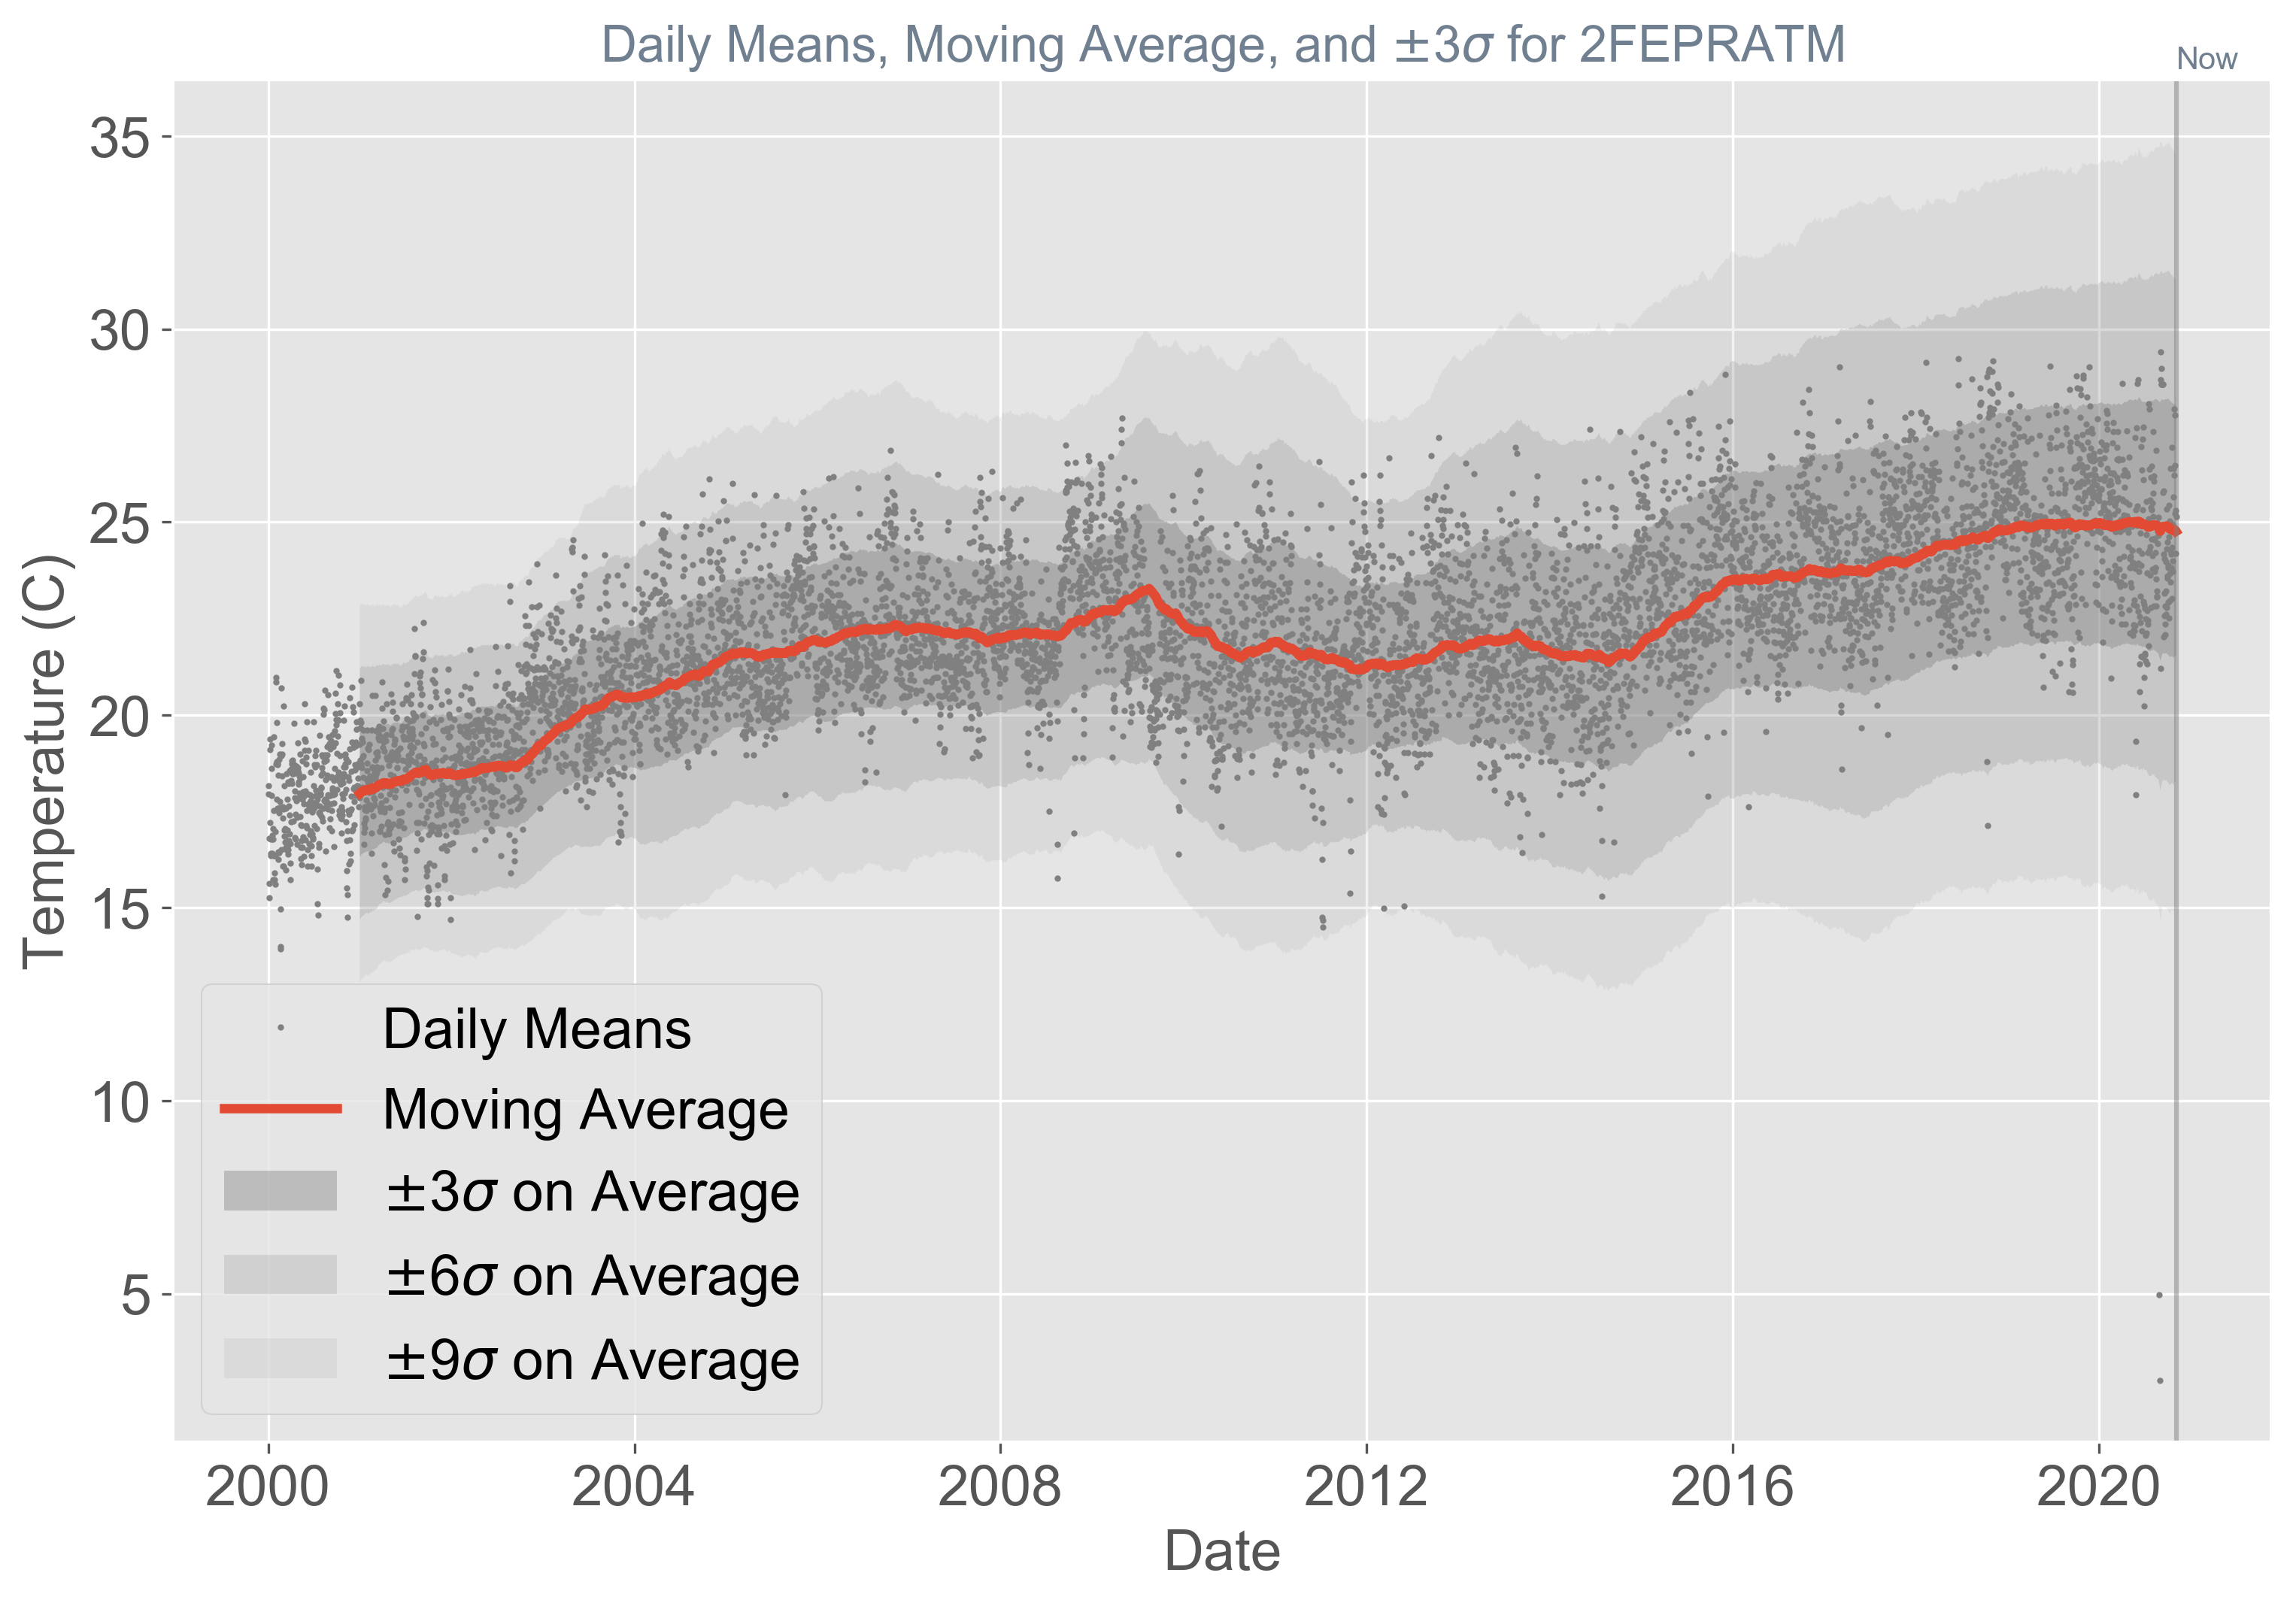 Daily Means, Moving Average, and ±3σ for 2FEPRATM
Now
Temperature (C)
35
30
25
20
15
10
5
Daily Means
Moving Average
±3σ on Average
±6σ on Average
±9σ on Average
2000
2004
2008
2012
2016
2020
Date